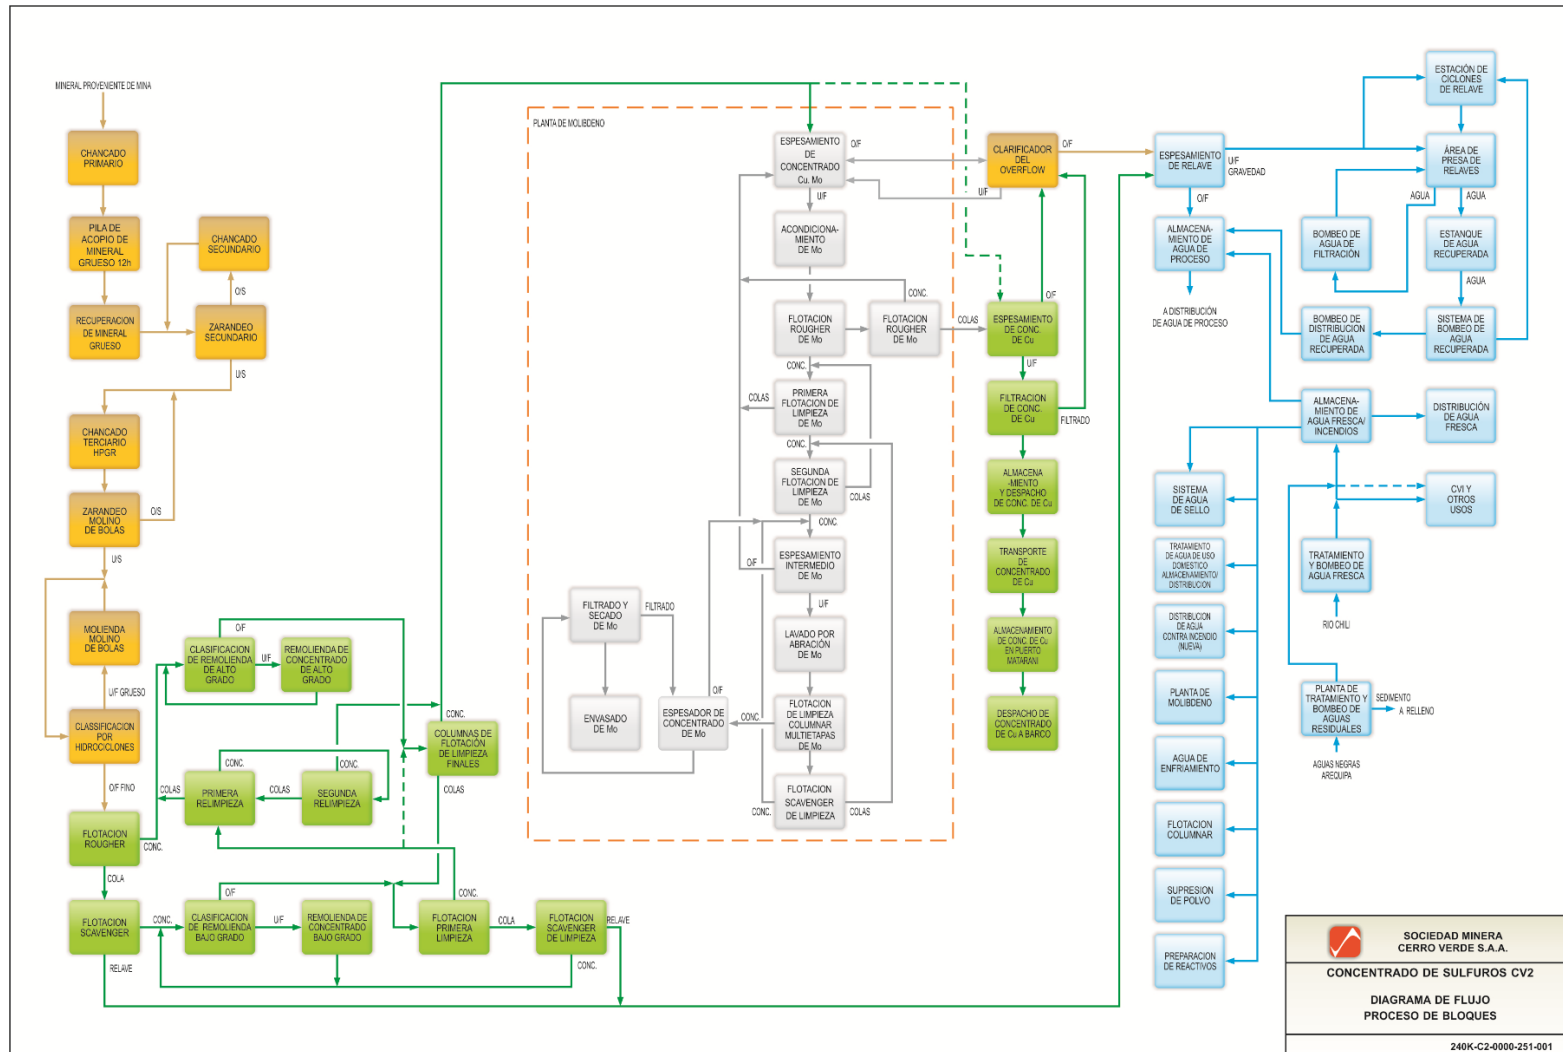 MINERAL PROVENIENTE DE MINA
CHANCADO
PRIMARIO
PILA DE
ACOPIO DE
MINERAL
GRUESO 12h
CHANCADO
SECUNDARIO
O/S
RECUPERACION
DE MINERAL
GRUESO
ZARANDEO
SECUNDARIO
U/S
CHANCADO
TERCIARIO
HPGR
ZARANDEO
MOLINO
DE BOLAS
O/S
U/S
MOLIENDA
MOLINO
DE BOLAS
U/F GRUESO
CLASSIFICACION
POR
HIDROCICLONES
O/F FINO
FLOTACION
ROUGHER
CONC.
COLA
FLOTACION
SCAVENGER
CONC.
RELAVE
O/F
CLASIFICACION
DE REMOLIENDA
DE ALTO
GRADO
U/F
REMOLIENDA DE
CONCENTRADO
DE ALTO
GRADO
CONC.
COLAS
PRIMERA
RELIMPIEZA
COLAS
CONC.
SEGUNDA
RELIMPIEZA
CONC.
COLUMNAS DE
FLOTACIÓN
DE LIMPIEZA
FINALES
COLAS
O/F
CLASIFICACION
DE REMOLIENDA
BAJO GRADO
U/F
REMOLIENDA DE
CONCENTRADO
BAJO GRADO
CONC.
FLOTACION
PRIMERA
LIMPIEZA
COLA
FLOTACION
SCAVENGER
DE LIMPIEZA
RELAVE
CONC.
PLANTA DE MOLIBDENO
ESPESAMIENTO
DE
CONCENTRADO
Cu. Mo
O/F
U/F
ACONDICIONA-
MIENTO
DE Mo
FLOTACION
ROUGHER
DE Mo
CONC.
FLOTACION
ROUGHER
DE Mo
COLAS
CONC.
COLAS
PRIMERA
FLOTACION DE
LIMPIEZA
DE Mo
CONC.
SEGUNDA
FLOTACION DE
LIMPIEZA
DE Mo
COLAS
CONC.
O/F
ESPESAMIENTO
INTERMEDIO
DE Mo
U/F
FILTRADO Y
SECADO
DE Mo
FILTRADO
LAVADO POR
ABRACIÓN
DE Mo
O/F
ENVASADO
DE Mo
ESPESADOR DE
CONCENTRADO
DE Mo
CONC.
FLOTACION
DE LIMPIEZA
COLUMNAR
MULTIETAPAS
DE Mo
CONC.
FLOTACION
SCAVENGER
DE LIMPIEZA
COLAS
CLARIFICADOR
DEL
OVERFLOW
O/F
U/F
O/F
ESPESAMIENTO
DE CONC.
DE Cu
U/F
FILTRACION
DE CONC.
DE Cu
FILTRADO
ALMACENA
-MIENTO
Y DESPACHO
DE CONC. DE Cu
TRANSPORTE
DE
CONCENTRADO
DE Cu
ALMACENAMIENTO
DE CONC. DE Cu
EN PUERTO
MATARANI
DESPACHO DE
CONCENTRADO
DE Cu A BARCO
ESPESAMIENTO
DE RELAVE
U/F
GRAVEDAD
O/F
ALMACENA-
MIENTO DE
AGUA DE
PROCESO
A DISTRIBUCIÓN
DE AGUA DE PROCESO
ESTACIÓN DE
CICLONES
DE RELAVE
ÁREA DE
PRESA DE
RELAVES
AGUA
AGUA
BOMBEO DE
AGUA DE
FILTRACIÓN
ESTANQUE
DE AGUA
RECUPERADA
AGUA
BOMBEO DE
DISTRIBUCION
DE AGUA
RECUPERADA
SISTEMA DE
BOMBEO DE
AGUA
RECUPERADA
ALMACENA-
MIENTO DE
AGUA FRESCA/
INCENDIOS
DISTRIBUCIÓN
DE AGUA
FRESCA
SISTEMA
DE AGUA
DE SELLO
CVI Y
OTROS
USOS
TRATAMIENTO
DE AGUA DE USO
DOMESTICO
ALMACENAMIENTO/
DISTRIBUCIÓN
TRATAMIENTO
Y BOMBEO DE
AGUA FRESCA
RIO CHILI
DISTRIBUCION
DE AGUA
CONTRA INCENDIO
(NUEVA)
PLANTA DE
MOLIBDENO
PLANTA DE
TRATAMIENTO Y
BOMBEO DE
AGUAS
RESIDUALES
SEDIMENTO
A RELLENO
AGUAS NEGRAS
AREQUIPA
AGUA DE
ENFRIAMIENTO
FLOTACION
COLUMNAR
SUPRESION
DE POLVO
PREPARACION
DE REACTIVOS
SOCIEDAD MINERA
CERRO VERDE S.A.A.
CONCENTRADO DE SULFUROS CV2
DIAGRAMA DE FLUJO
PROCESO DE BLOQUES
240K-C2-0000-251-001